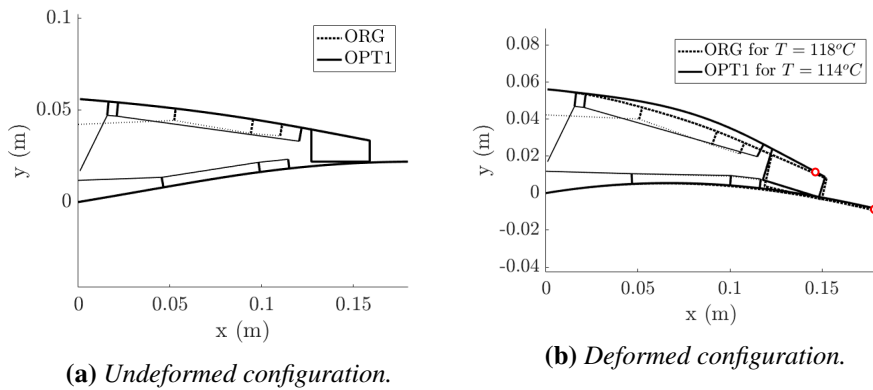 0.1
ORG
OPT1
y (m)
0.05
0
0
0.05
0.1
0.15
x (m)
(a) Undeformed configuration.
0.08
ORG for T = 118°C
OPT1 for T = 114°C
0.06
0.04
y (m)
0.02
0
-0.02
-0.04
0
0.05
0.1
0.15
x (m)
(b) Deformed configuration.